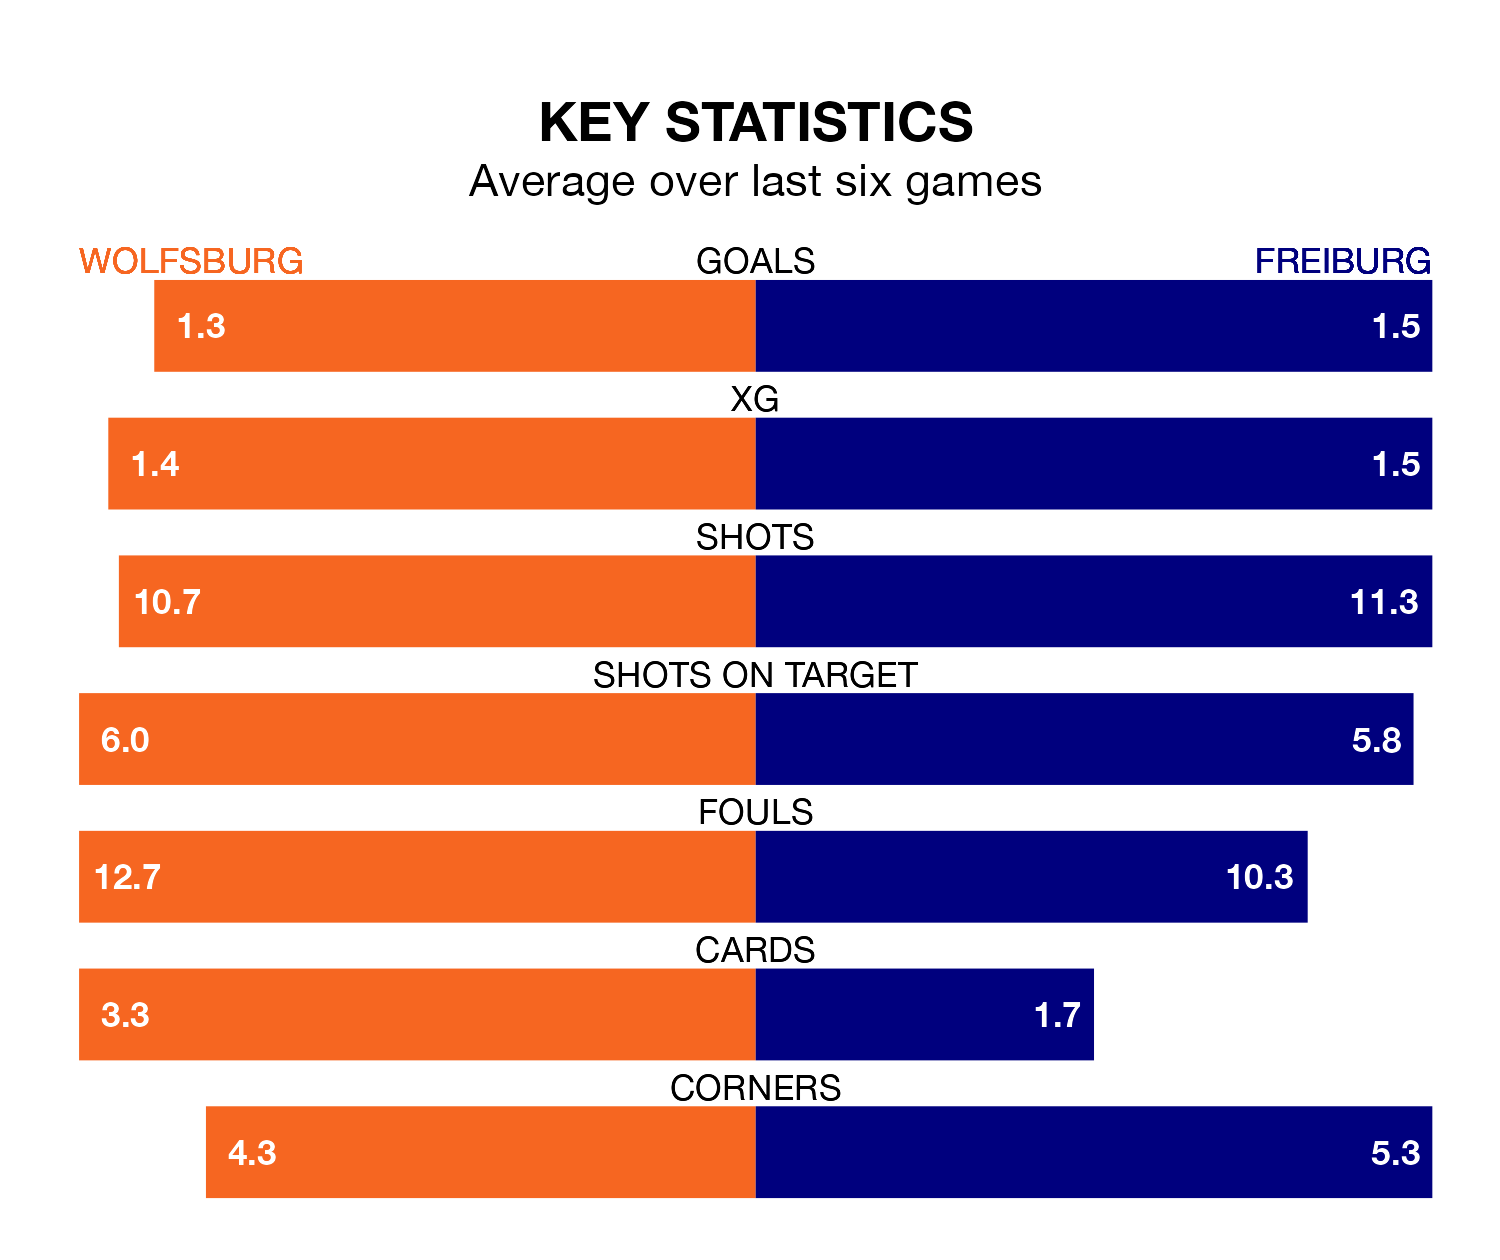 KEY STATISTICS
Average over last six games
WOLFSBURG GOALS FREIBURG
1.3 1.5
XG
1.4 1.5
SHOTS
10.7 11.3
SHOTS ON TARGET
6.0 5.8
FOULS
12.7 10.3
CARDS
3.3 1.7
CORNERS
4.3 5.3